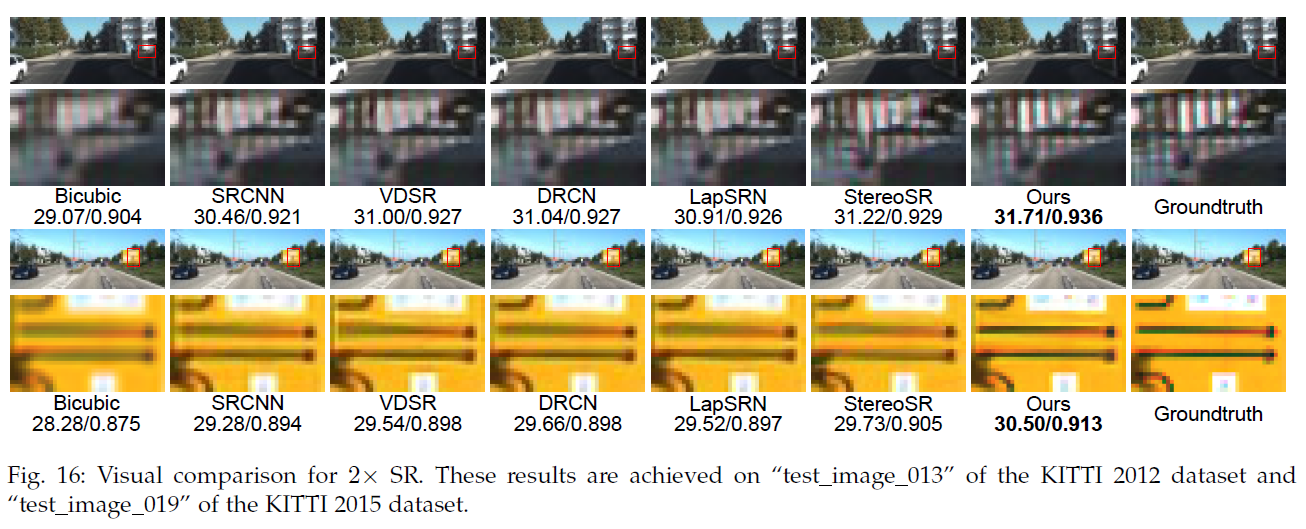 Bicubic SRCNN VDSR DRCN LapSRN StereoSR Ours Groundtruth
29.07/0.904 30.46/0.921 31.00/0.927 31.04/0.927 30.91/0.926 31.22/0.929 31.71/0.936
Bicubic SRCNN VDSR DRCN LapSRN StereoSR Ours Groundtruth
28.28/0.875 29.28/0.894 29.54/0.898 29.66/0.898 29.52/0.897 29.73/0.905 30.50/0.913
Fig. 16: Visual comparison for 2× SR. These results are achieved on “test_image_013” of the KITTI 2012 dataset and
“test_image_019” of the KITTI 2015 dataset.